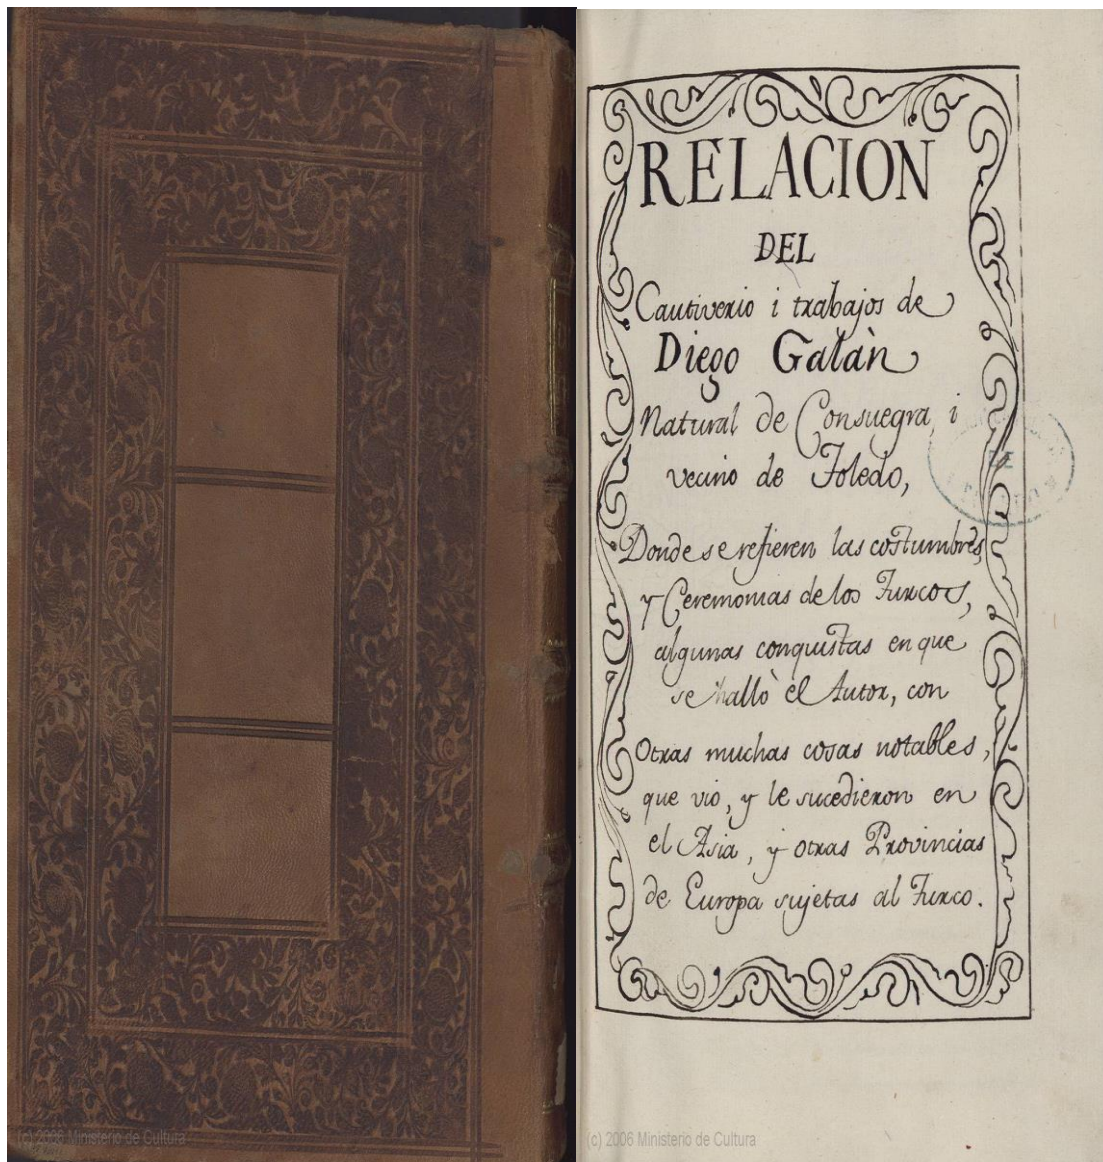 RELACION
DEL
Cautiverio i trabajos de
Diego Galàn
Natural de Consuegra, i
vecino de Toledo,
Donde se refieren las costumbres,
y Ceremonias de los Turcos,
algunas conquistas en que
se hallò el Autor, con
Otras muchas cosas notables,
que vio, y le sucedieron en
el Asia, y otras Provincias
de Europa sujetas al Turco.
(c) 2006 Ministerio de Cultura
(c) 2006 Ministerio de Cultura